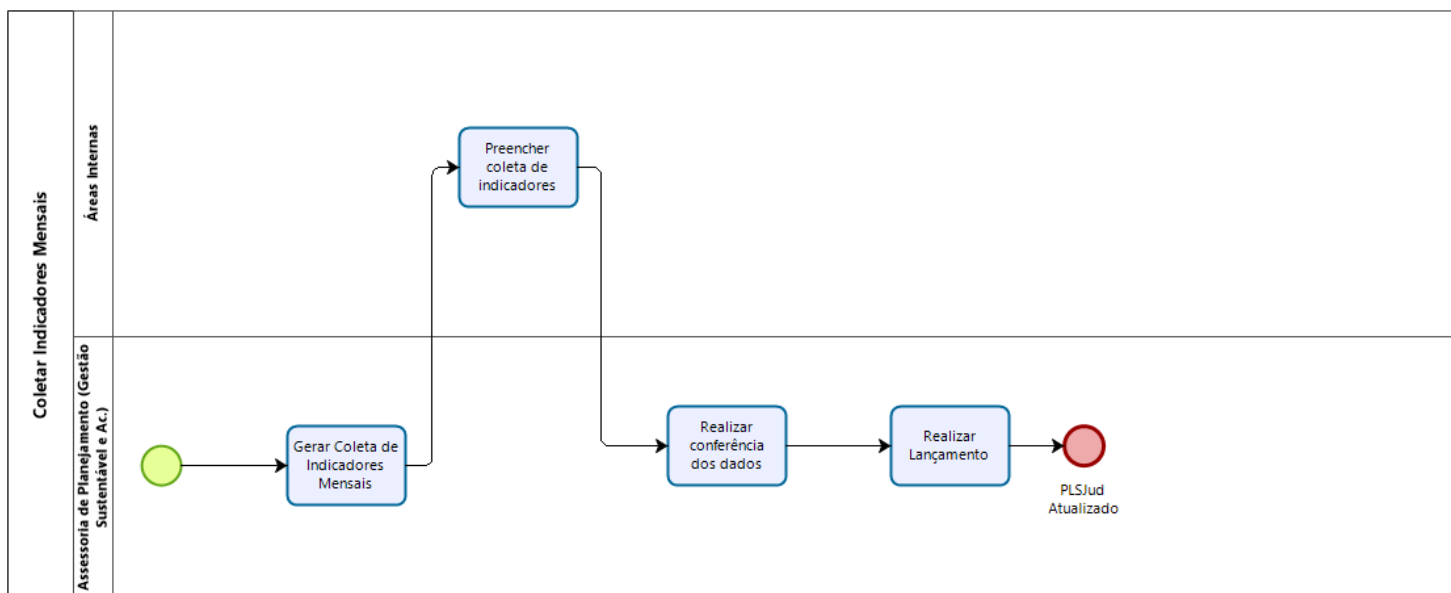 Coletar Indicadores Mensais
Áreas Internas
Preencher
coleta de
indicadores
Assessoria de Planejamento (Gestão
Sustentável e Ac.)
Gerar Coleta de
Indicadores
Mensais
Realizar
conferência
dos dados
Realizar
Lançamento
PLSJud
Atualizado